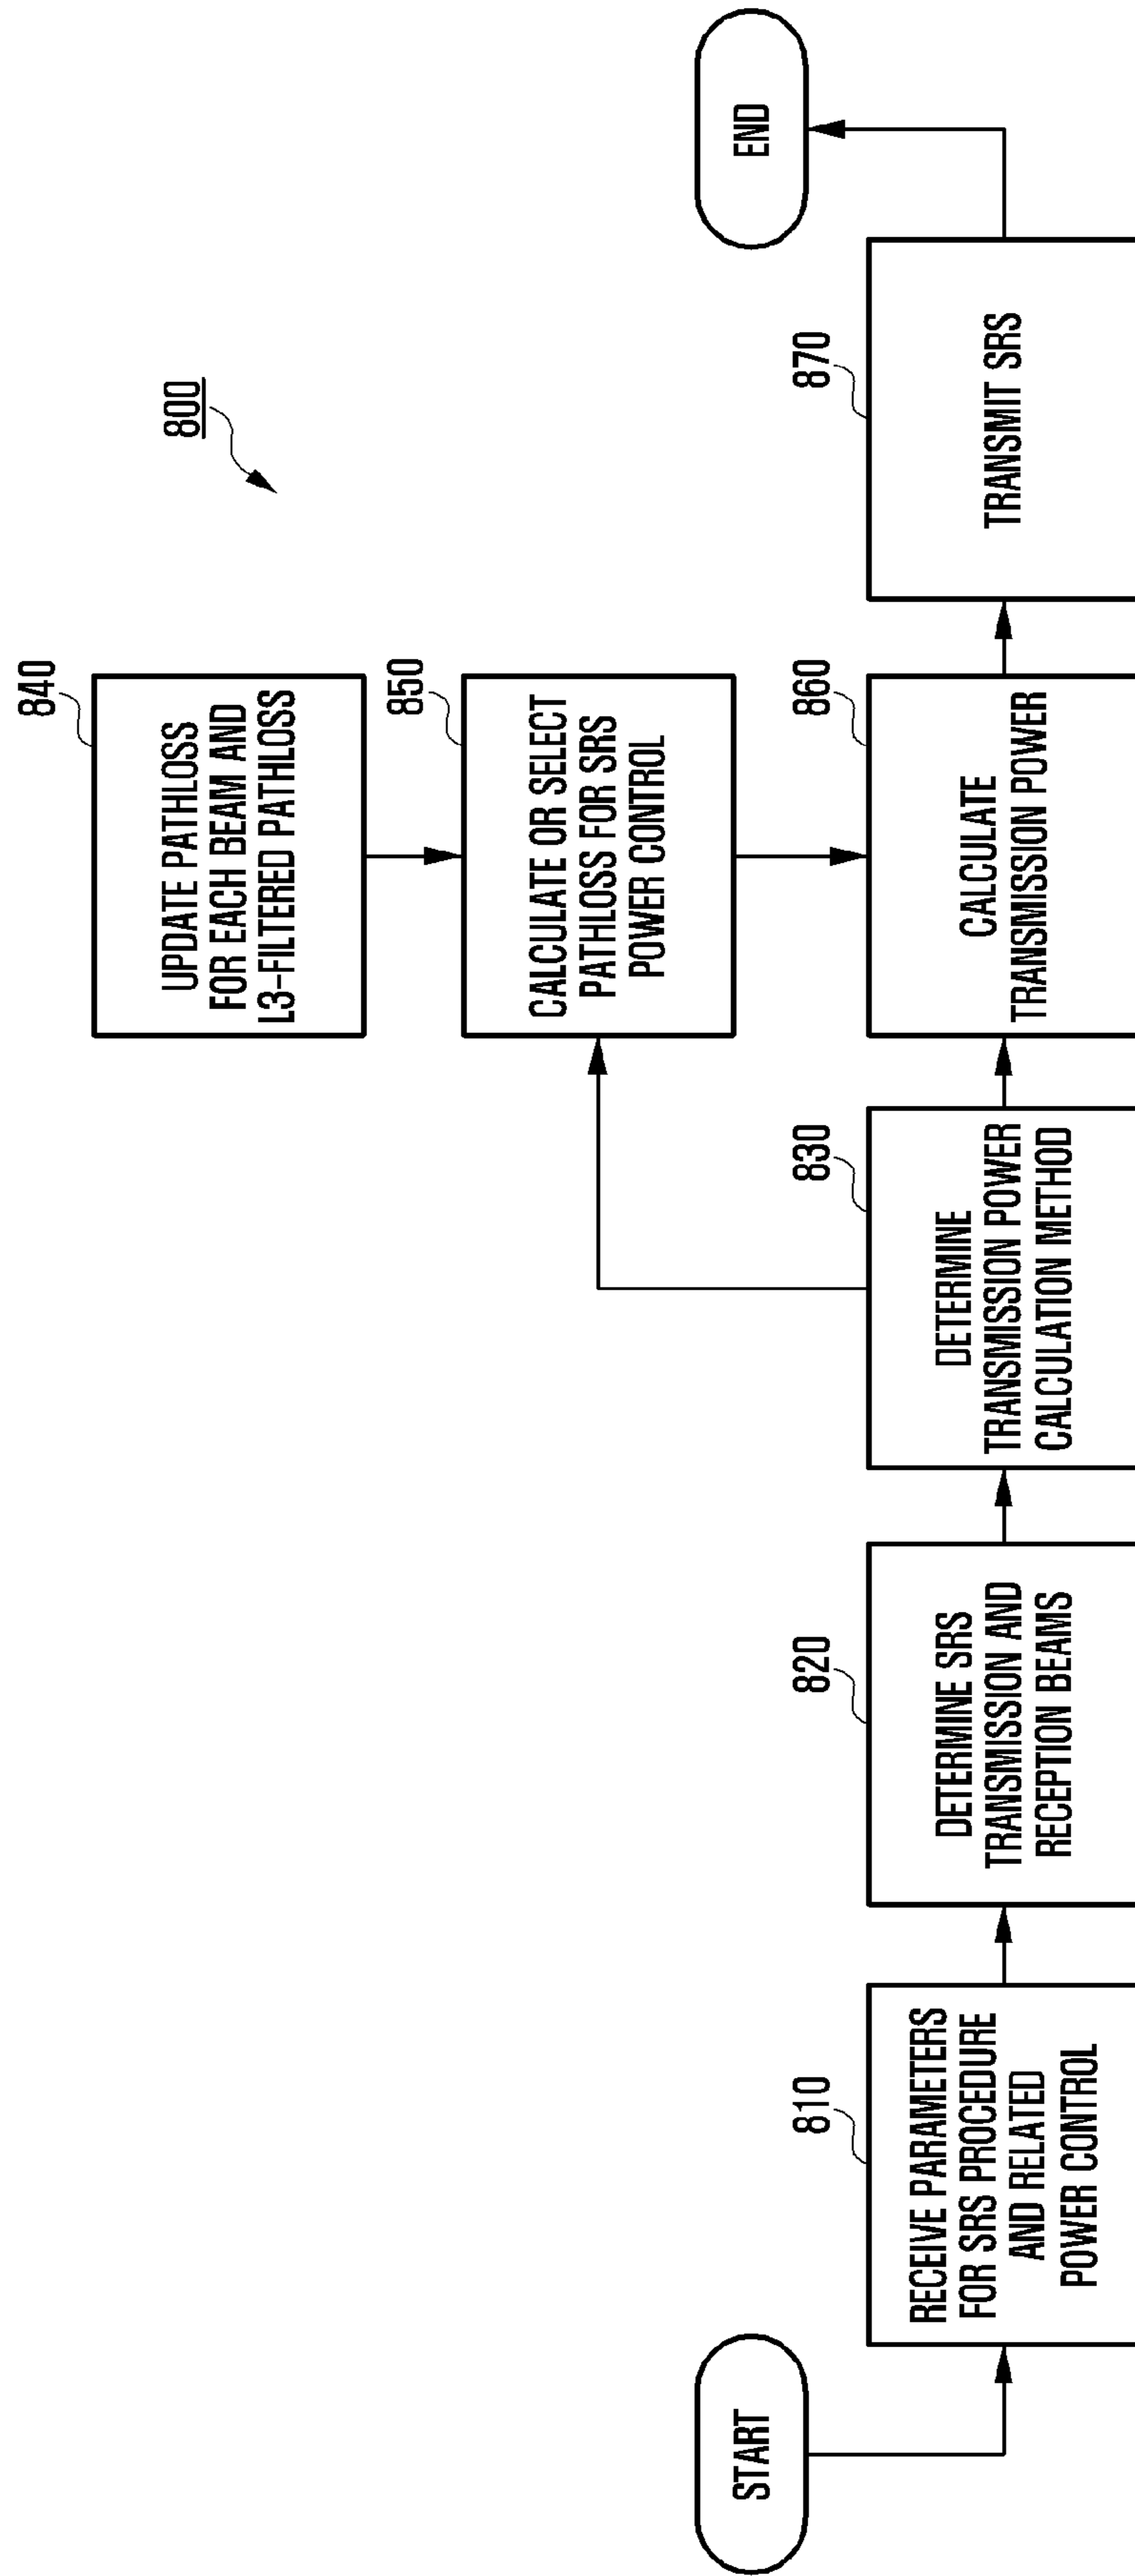 800
START
810
RECEIVE PARAMETERS
FOR SRS PROCEDURE
AND RELATED
POWER CONTROL
820
DETERMINE SRS
TRANSMISSION AND
RECEPTION BEAMS
830
DETERMINE
TRANSMISSION POWER
CALCULATION METHOD
840
UPDATE PATHLOSS
FOR EACH BEAM AND
L3-FILTERED PATHLOSS
850
CALCULATE OR SELECT
PATHLOSS FOR SRS
POWER CONTROL
860
CALCULATE
TRANSMISSION POWER
870
TRANSMIT SRS
END